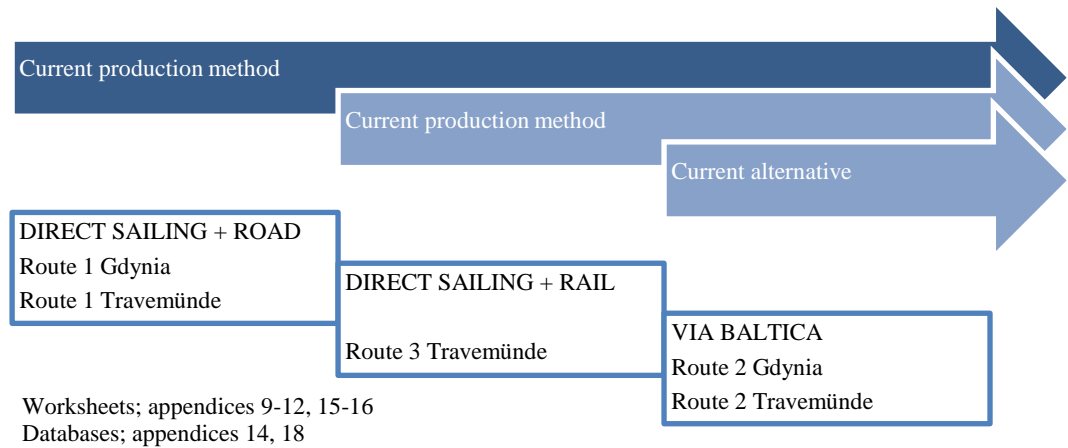 Current production method
Current production method
Current alternative
DIRECT SAILING + ROAD
Route 1 Gdynia
Route 1 Travemünde
DIRECT SAILING + RAIL
Route 3 Travemünde
VIA BALTICA
Route 2 Gdynia
Route 2 Travemünde
Worksheets; appendices 9-12, 15-16
Databases; appendices 14, 18